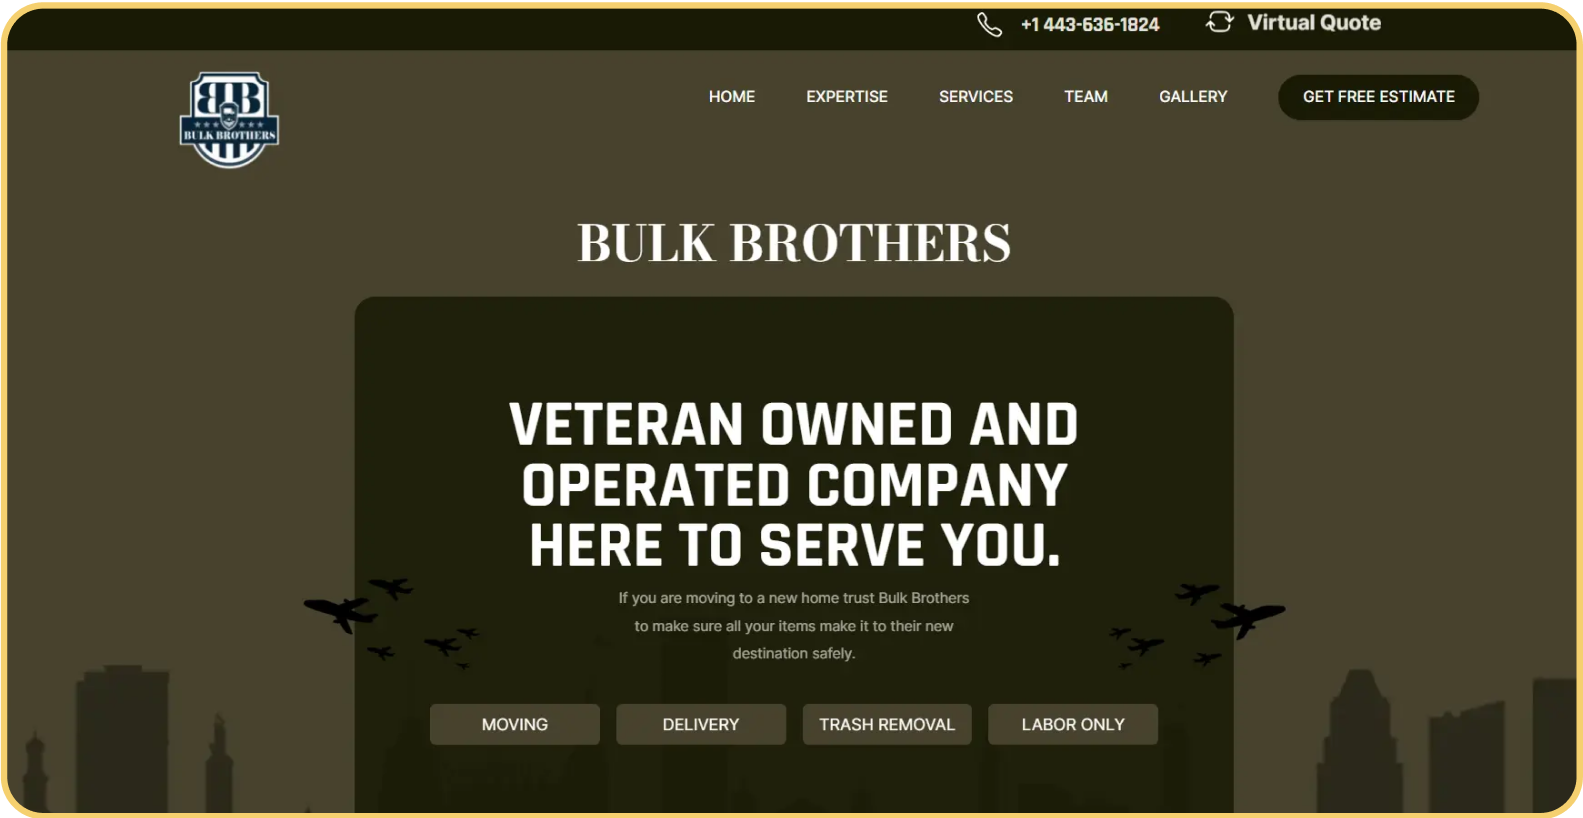 +1 443-636-1824
Virtual Quote
BB
BULK BROTHERS
HOME
EXPERTISE
SERVICES
TEAM
GALLERY
GET FREE ESTIMATE
BULK BROTHERS
VETERAN OWNED AND
OPERATED COMPANY
HERE TO SERVE YOU.
If you are moving to a new home trust Bulk Brothers
to make sure all your items make it to their new
destination safely.
MOVING
DELIVERY
TRASH REMOVAL
LABOR ONLY